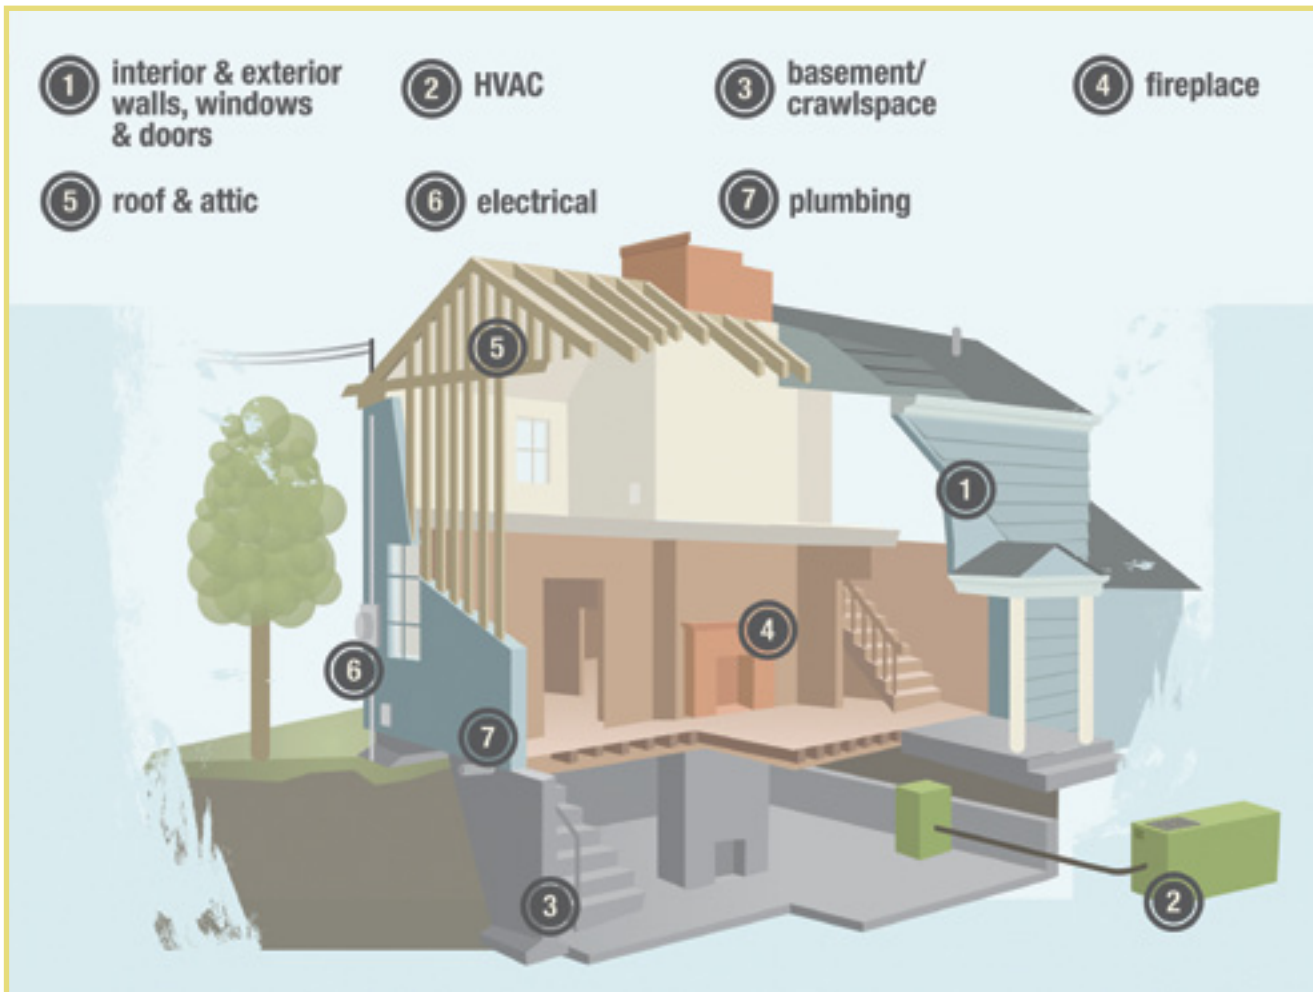 1 interior & exterior
walls, windows
& doors
2 HVAC
3 basement/
crawlspace
4 fireplace
5 roof & attic
6 electrical
7 plumbing
5
1
4
6
7
3
2